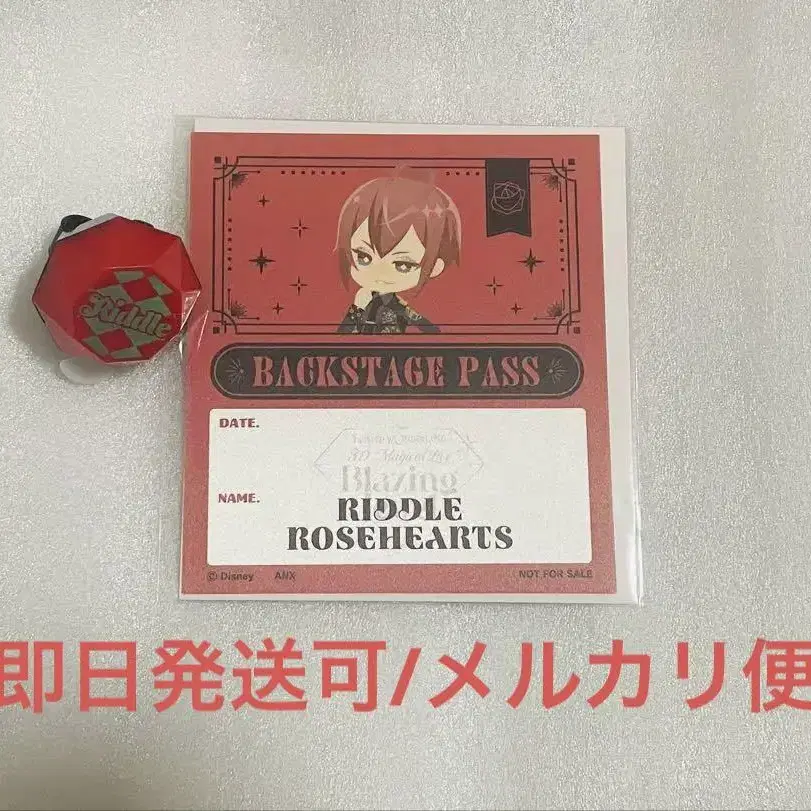 Riddle
BACKSTAGE PASS
DATE.
Blazing
NAME.
RIDDLE
ROSEHEARTS
© Disney ANX
NOT FOR SALE
即日発送可/メルカリ便